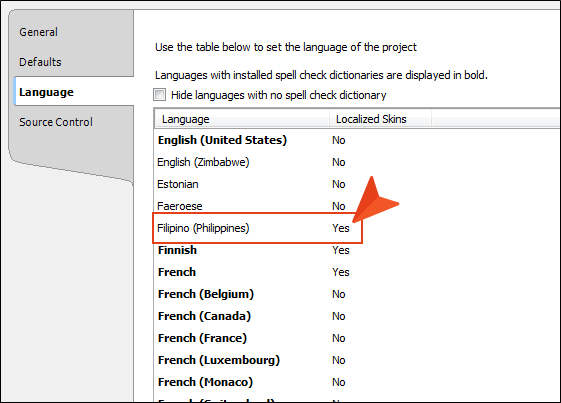 General
Defaults
Language
Source Control
Use the table below to set the language of the project
Languages with installed spell check dictionaries are displayed in bold.
Hide languages with no spell check dictionary
Language Localized Skins
English (United States) No
English (Zimbabwe) No
Estonian No
Faeroese No
Filipino (Philippines) Yes
Finnish Yes
French Yes
French (Belgium) No
French (Canada) No
French (France) No
French (Luxembourg) No
French (Monaco) No